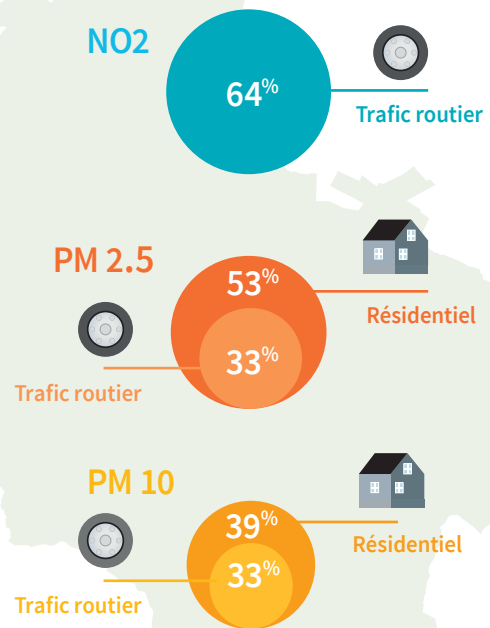 NO2
64%
Trafic routier
PM 2.5
53%
Résidentiel
33%
Trafic routier
PM 10
39%
Résidentiel
33%
Trafic routier